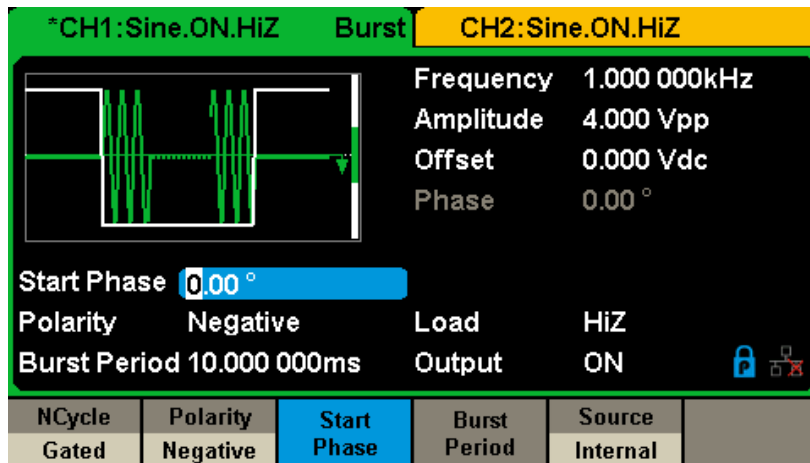 *CH1:Sine.ON.HiZ Burst CH2:Sine.ON.HiZ
Frequency 1.000 000kHz
Amplitude 4.000 Vpp
Offset 0.000 Vdc
Phase 0.00 °
Start Phase 0.00 °
Polarity Negative Load HiZ
Burst Period 10.000 000ms Output ON P
NCycle Polarity Start Burst Source
Gated Negative Phase Period Internal